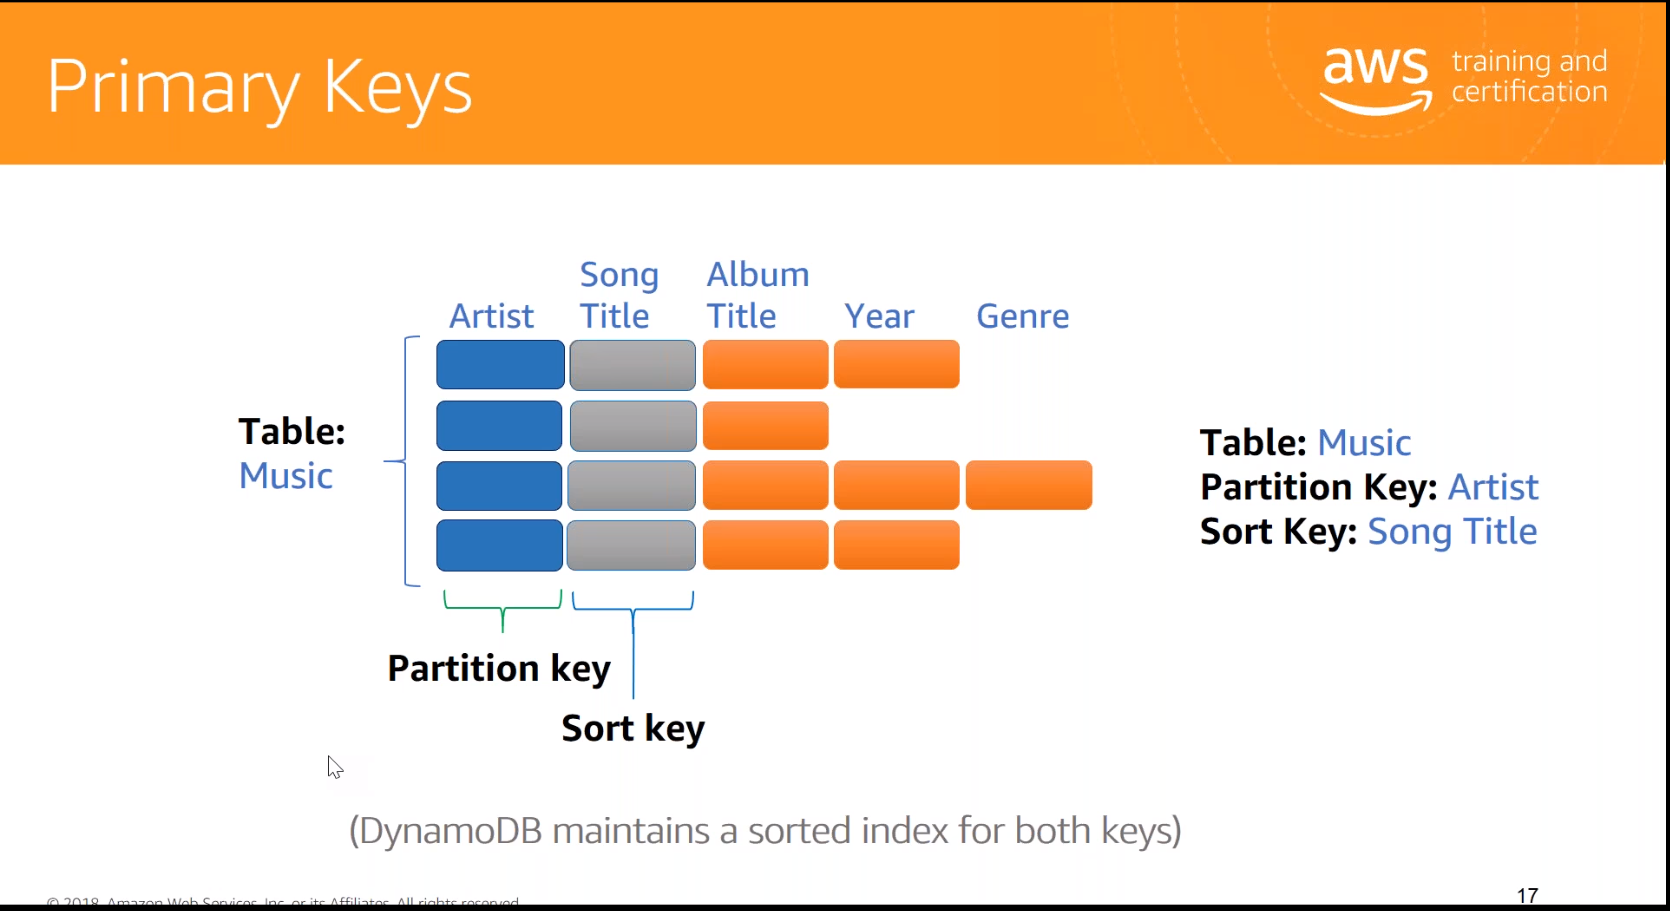 Primary Keys
aws
training and
certification
Song
Title
Album
Title
Artist
Year
Genre
Table:
Music
Table: Music
Partition Key: Artist
Sort Key: Song Title
Partition key
Sort key
(DynamoDB maintains a sorted index for both keys)
© 2018, Amazon Web Services, Inc. or its Affiliates. All rights reserved.
17